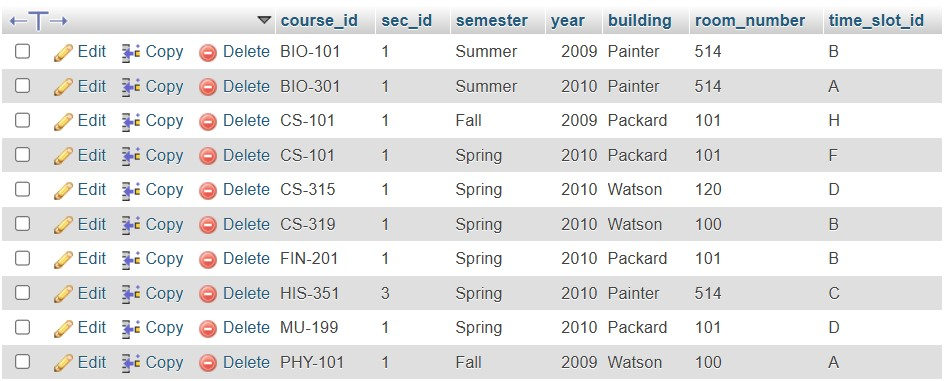 course_id sec_id semester year building room_number time_slot_id
Edit Copy Delete BIO-101 1 Summer 2009 Painter 514 B
Edit Copy Delete BIO-301 1 Summer 2010 Painter 514 A
Edit Copy Delete CS-101 1 Fall 2009 Packard 101 H
Edit Copy Delete CS-101 1 Spring 2010 Packard 101 F
Edit Copy Delete CS-315 1 Spring 2010 Watson 120 D
Edit Copy Delete CS-319 1 Spring 2010 Watson 100 B
Edit Copy Delete FIN-201 1 Spring 2010 Packard 101 B
Edit Copy Delete HIS-351 3 Spring 2010 Painter 514 C
Edit Copy Delete MU-199 1 Spring 2010 Packard 101 D
Edit Copy Delete PHY-101 1 Fall 2009 Watson 100 A